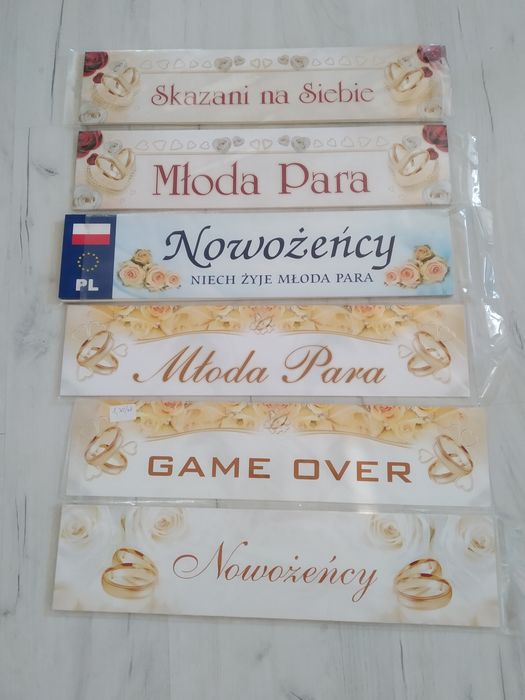 Skazani na Siebie
Młoda Para
PL
Nowożeńcy
NIECH ŻYJE MŁODA PARA
Młoda Para
GAME OVER
Nowożeńcy